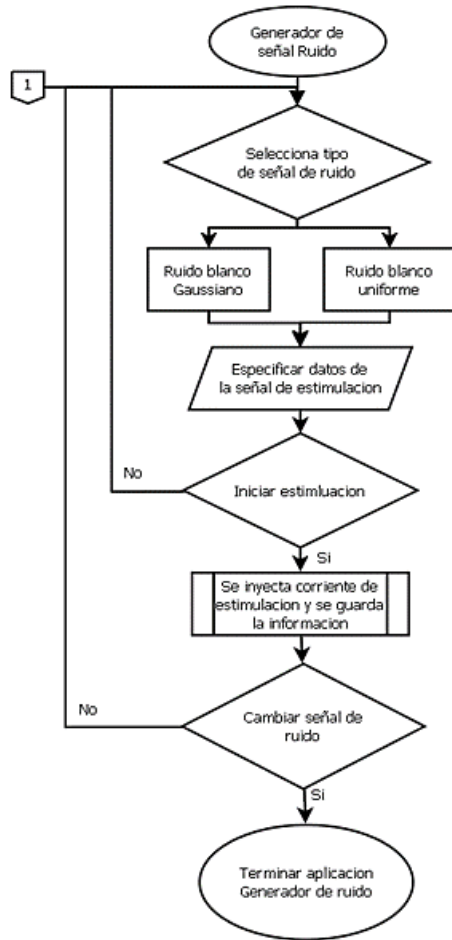 Generador de
señal Ruido
1
Selecciona tipo
de señal de ruido
Ruido blanco
Gaussiano
Ruido blanco
uniforme
Especificar datos de
la señal de estimulacion
No
Iniciar estimluacion
Si
Se inyecta corriente de
estimulacion y se guarda
la informacion
No
Cambiar señal de
ruido
Si
Terminar aplicacion
Generador de ruido